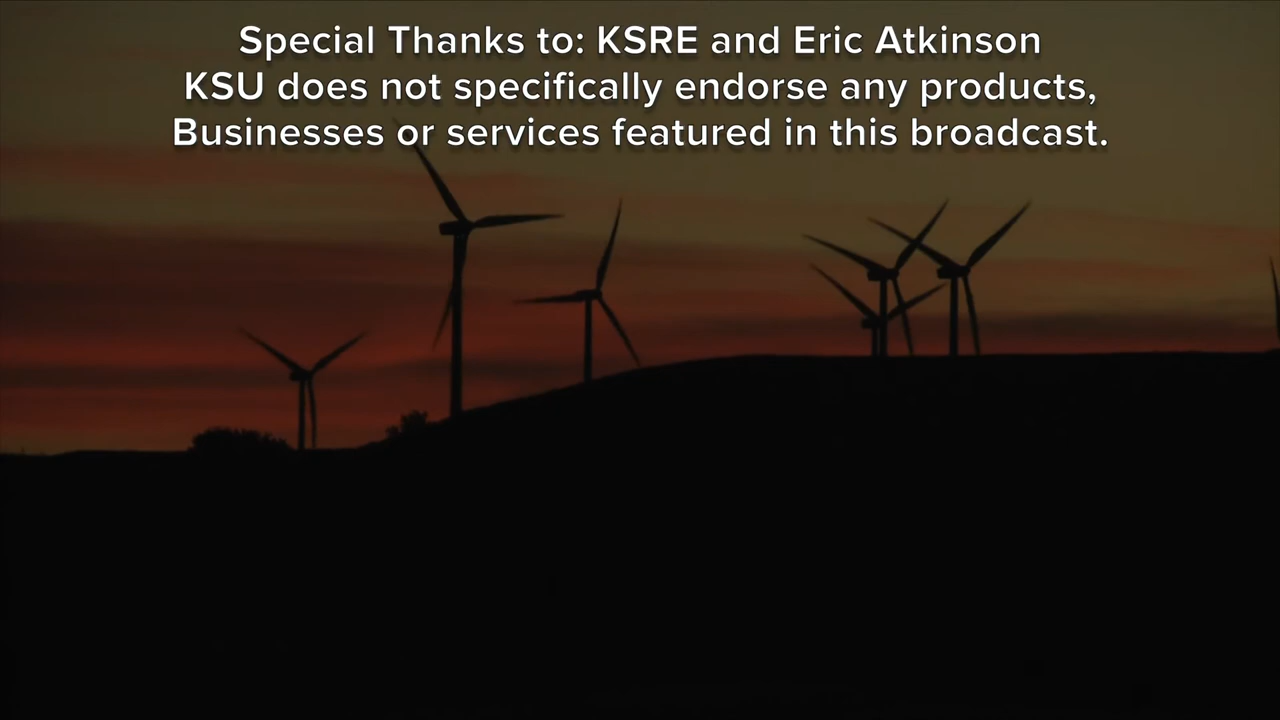 Special Thanks to: KSRE and Eric Atkinson
KSU does not specifically endorse any products,
Businesses or services featured in this broadcast.